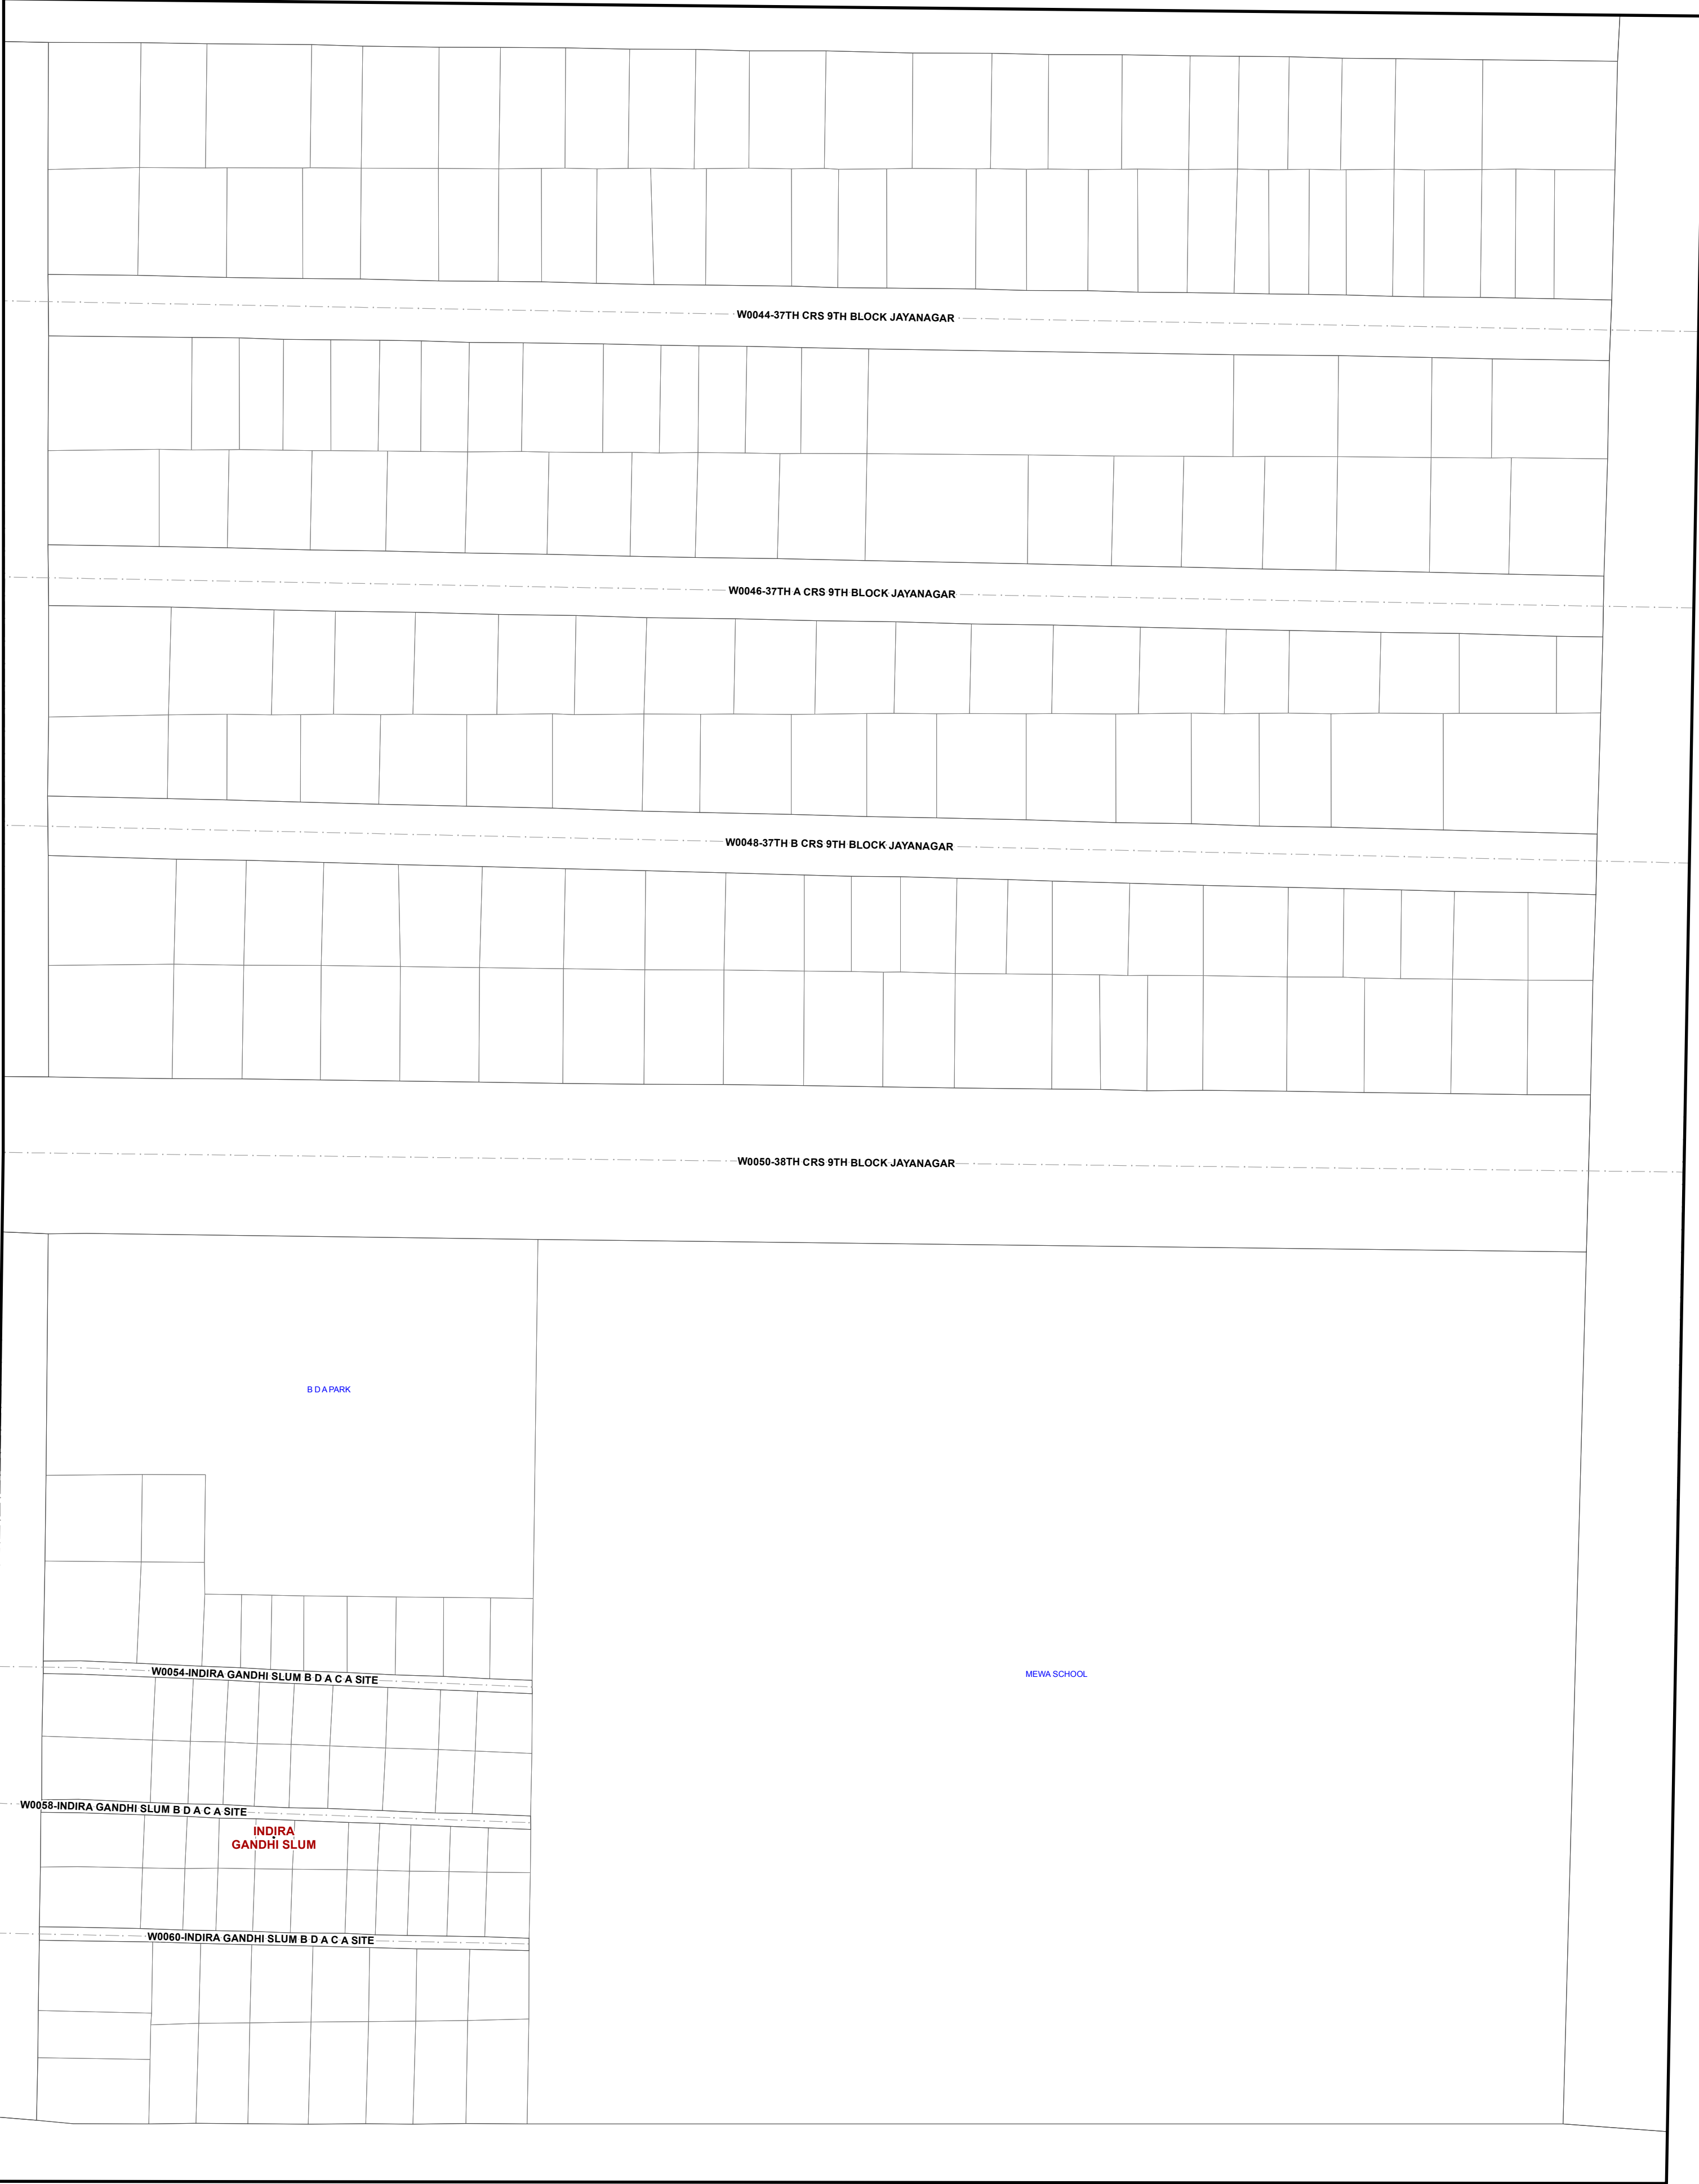 W0044-37TH CRS 9TH BLOCK JAYANAGAR
W0046-37TH A CRS 9TH BLOCK JAYANAGAR
W0048-37TH B CRS 9TH BLOCK JAYANAGAR
W0050-38TH CRS 9TH BLOCK JAYANAGAR
B D A PARK
MEWA SCHOOL
W0054-INDIRA GANDHI SLUM B D A C A SITE
W0058-INDIRA GANDHI SLUM B D A C A SITE
INDIRA
GANDHI SLUM
W0060-INDIRA GANDHI SLUM B D A C A SITE